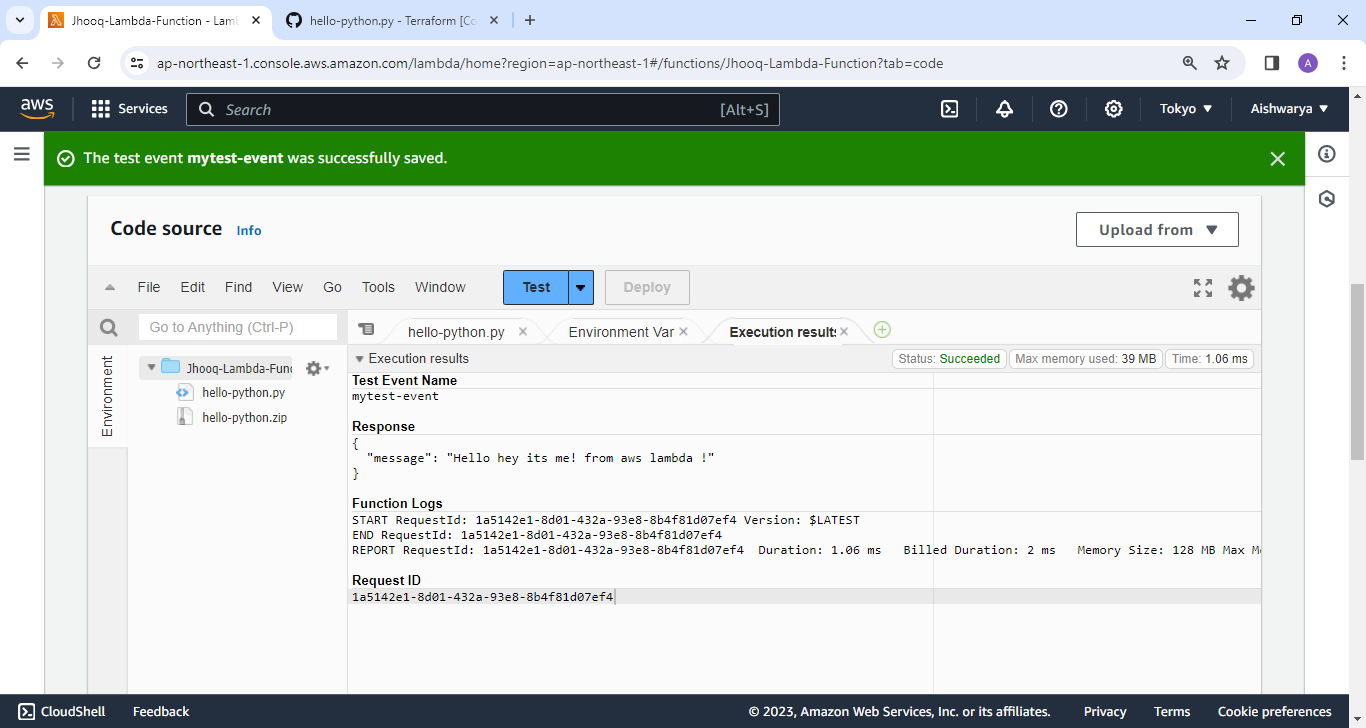 Jhooq-Lambda-Function - Lamb
hello-python.py - Terraform [Co
ap-northeast-1.console.aws.amazon.com/lambda/home?region=ap-northeast-1#/functions/Jhooq-Lambda-Function?tab=code
A
aws Services Search [Alt+S] Tokyo Aishwarya
The test event mytest-event was successfully saved.
Code source Info
Upload from
File Edit Find View Go Tools Window Test Deploy
Go to Anything (Ctrl-P)
hello-python.py Environment Var Execution results
Environment
Jhooq-Lambda-Func
hello-python.py
hello-python.zip
Execution results Status: Succeeded Max memory used: 39 MB Time: 1.06 ms
Test Event Name
mytest-event
Response
{
"message": "Hello hey its me! from aws lambda !"
}
Function Logs
START RequestId: 1a5142e1-8d01-432a-93e8-8b4f81d07ef4 Version: $LATEST
END RequestId: 1a5142e1-8d01-432a-93e8-8b4f81d07ef4
REPORT RequestId: 1a5142e1-8d01-432a-93e8-8b4f81d07ef4 Duration: 1.06 ms Billed Duration: 2 ms Memory Size: 128 MB Max
Request ID
1a5142e1-8d01-432a-93e8-8b4f81d07ef4
CloudShell Feedback © 2023, Amazon Web Services, Inc. or its affiliates. Privacy Terms Cookie preferences